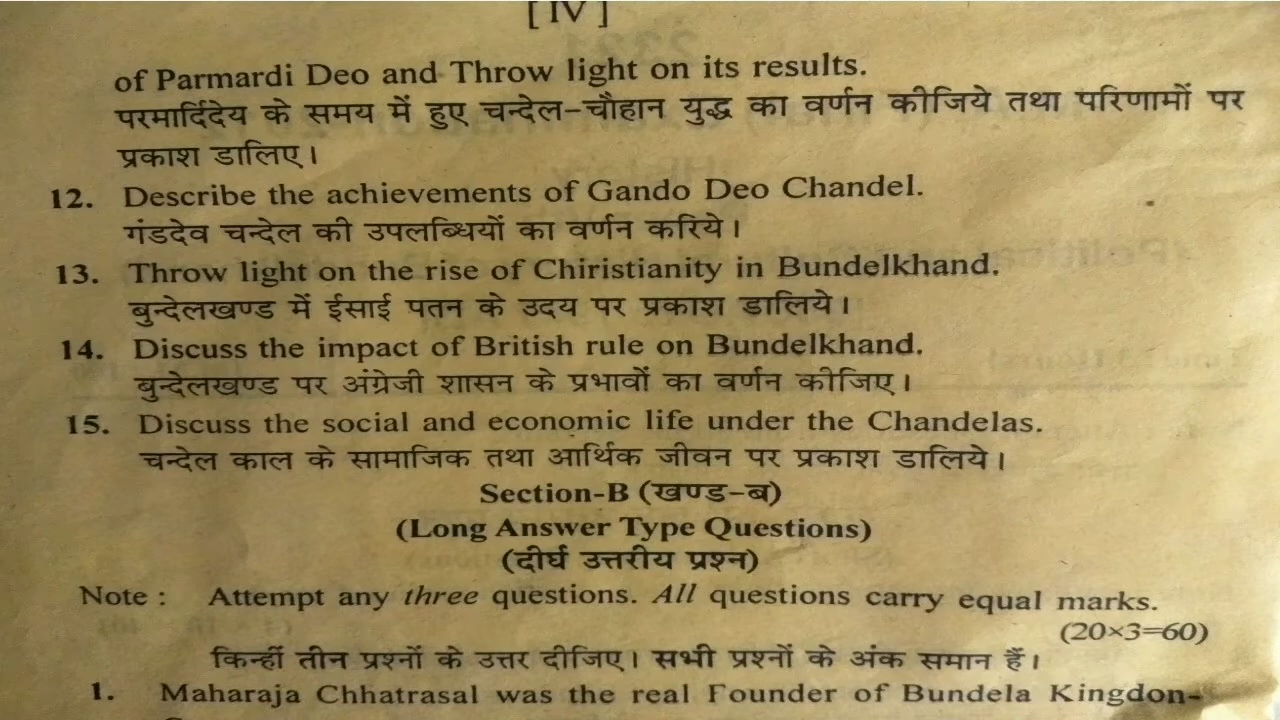 [ IV ]
of Parmardi Deo and Throw light on its results.
परमार्दिदेय के समय में हुए चन्देल-चौहान युद्ध का वर्णन कीजिये तथा परिणामों पर
प्रकाश डालिए।
12. Describe the achievements of Gando Deo Chandel.
गंडदेव चन्देल की उपलब्धियों का वर्णन करिये।
13. Throw light on the rise of Chiristianity in Bundelkhand.
बुन्देलखण्ड में ईसाई पतन के उदय पर प्रकाश डालिये।
14. Discuss the impact of British rule on Bundelkhand.
बुन्देलखण्ड पर अंग्रेजी शासन के प्रभावों का वर्णन कीजिए।
15. Discuss the social and economic life under the Chandelas.
चन्देल काल के सामाजिक तथा आर्थिक जीवन पर प्रकाश डालिये।
Section-B (खण्ड-ब)
(Long Answer Type Questions)
(दीर्घ उत्तरीय प्रश्न)
Note : Attempt any three questions. All questions carry equal marks.
(20×3=60)
किन्हीं तीन प्रश्नों के उत्तर दीजिए। सभी प्रश्नों के अंक समान हैं।
1. Maharaja Chhatrasal was the real Founder of Bundela Kingdon-